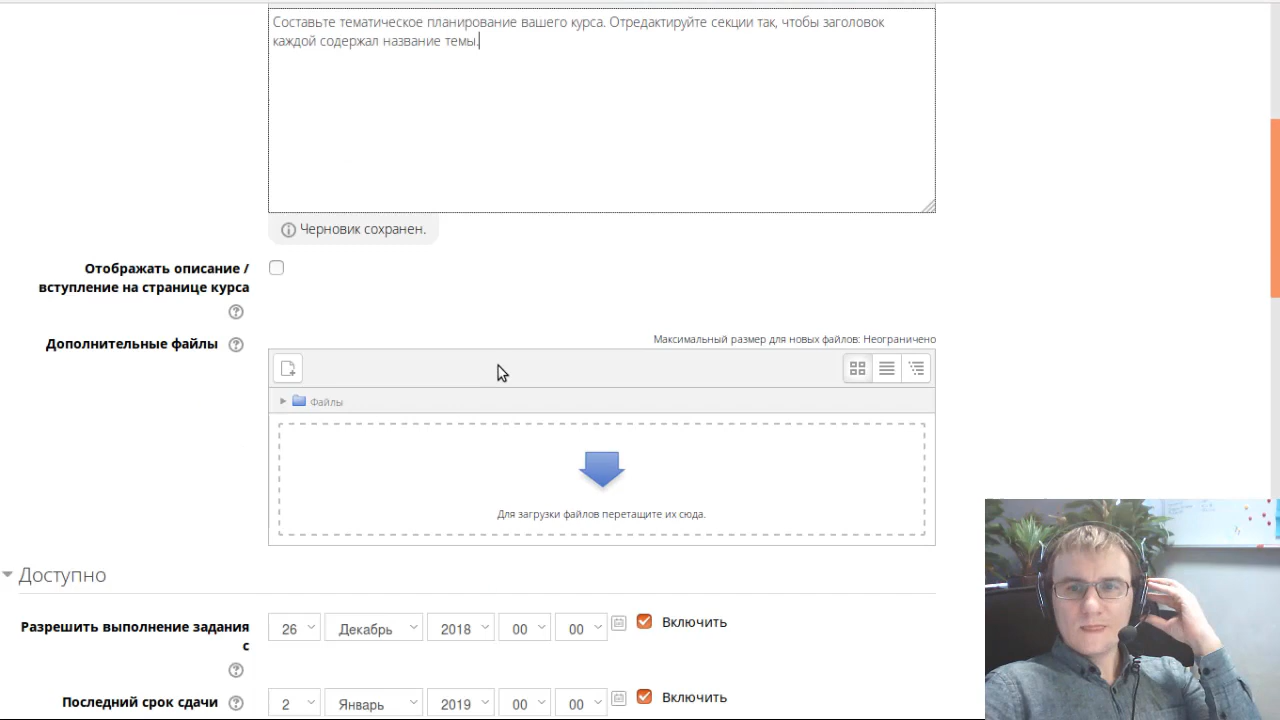 Составьте тематическое планирование вашего курса. Отредактируйте секции так, чтобы заголовок
каждой содержал название темы.
Черновик сохранен.
Отображать описание /
вступление на странице курса
Дополнительные файлы
Максимальный размер для новых файлов: Неограничено
Файлы
Для загрузки файлов перетащите их сюда.
Доступно
Разрешить выполнение задания
с
26 Декабрь 2018 00 00 Включить
Последний срок сдачи
2 Январь 2019 00 00 Включить